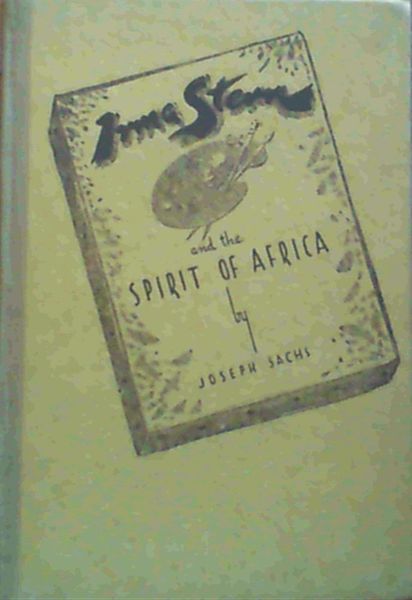 Irma Stern
and the
SPIRIT OF AFRICA
by
JOSEPH SACHS